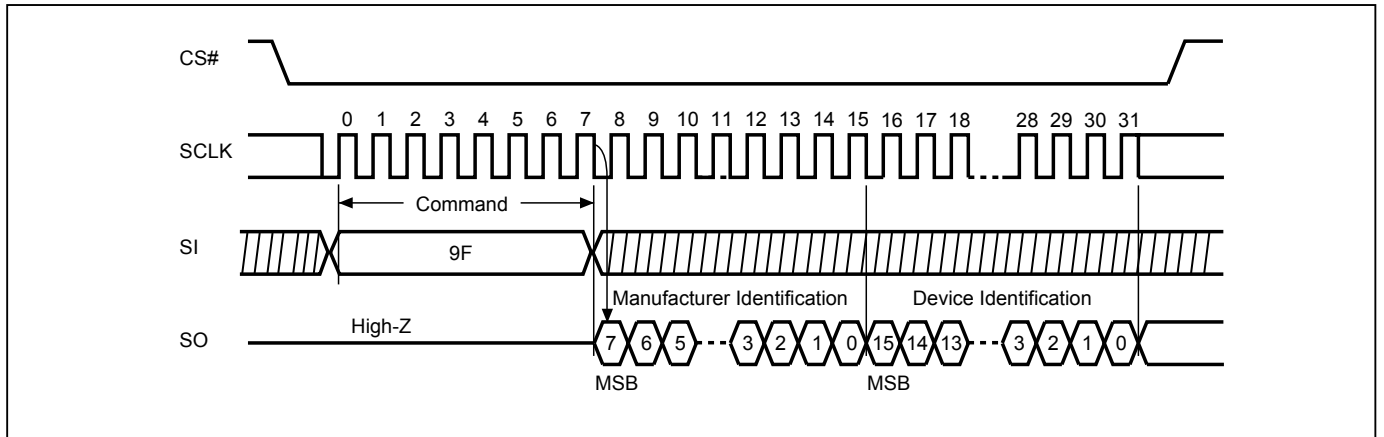 CS#
0 1 2 3 4 5 6 7 8 9 10 11 12 13 14 15 16 17 18 28 29 30 31
SCLK
Command
SI
9F
Manufacturer Identification Device Identification
High-Z
SO
7 6 5 3 2 1 0 15 14 13 3 2 1 0
MSB MSB